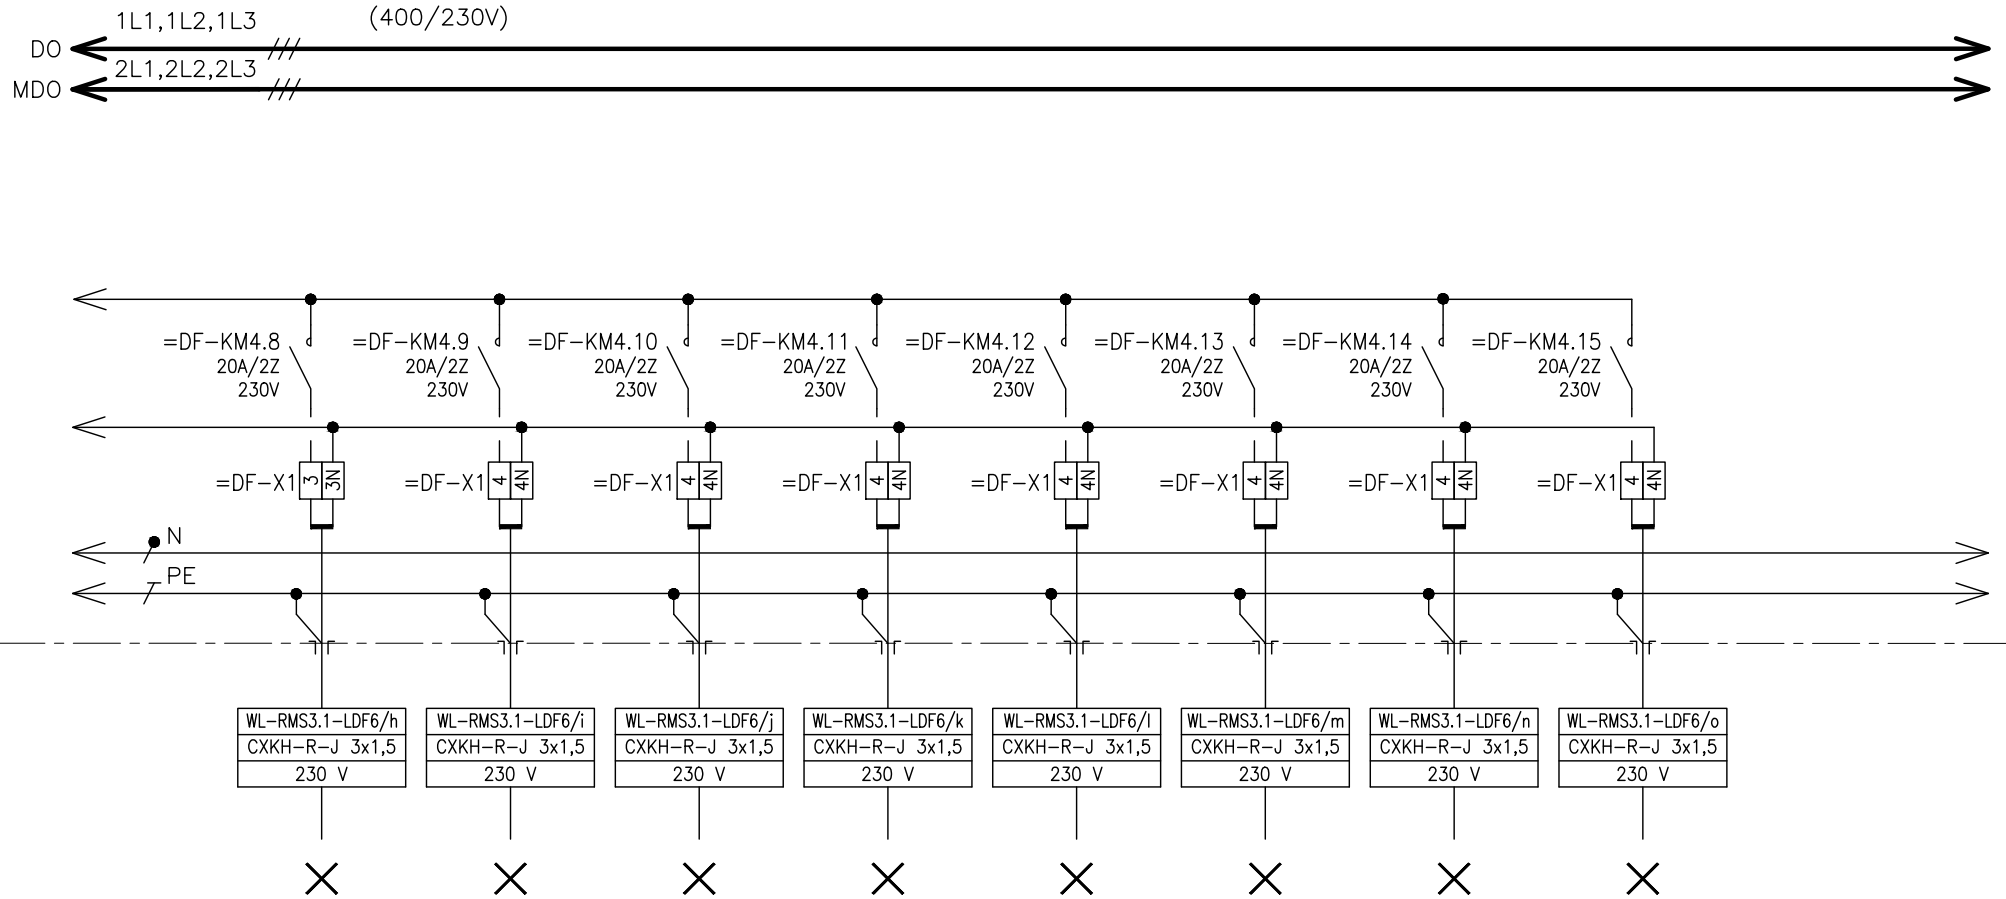 1L1,1L2,1L3 (400/230V)
DO
2L1,2L2,2L3
MDO
=DF-KM4.8 =DF-KM4.9 =DF-KM4.10 =DF-KM4.11 =DF-KM4.12 =DF-KM4.13 =DF-KM4.14 =DF-KM4.15
20A/2Z 20A/2Z 20A/2Z 20A/2Z 20A/2Z 20A/2Z 20A/2Z 20A/2Z
230V 230V 230V 230V 230V 230V 230V 230V
=DF-X1 3 3N =DF-X1 4 4N =DF-X1 4 4N =DF-X1 4 4N =DF-X1 4 4N =DF-X1 4 4N =DF-X1 4 4N =DF-X1 4 4N
N
PE
WL-RMS3.1-LDF6/h WL-RMS3.1-LDF6/i WL-RMS3.1-LDF6/j WL-RMS3.1-LDF6/k WL-RMS3.1-LDF6/l WL-RMS3.1-LDF6/m WL-RMS3.1-LDF6/n WL-RMS3.1-LDF6/o
CXKH-R-J 3x1,5 CXKH-R-J 3x1,5 CXKH-R-J 3x1,5 CXKH-R-J 3x1,5 CXKH-R-J 3x1,5 CXKH-R-J 3x1,5 CXKH-R-J 3x1,5 CXKH-R-J 3x1,5
230 V 230 V 230 V 230 V 230 V 230 V 230 V 230 V